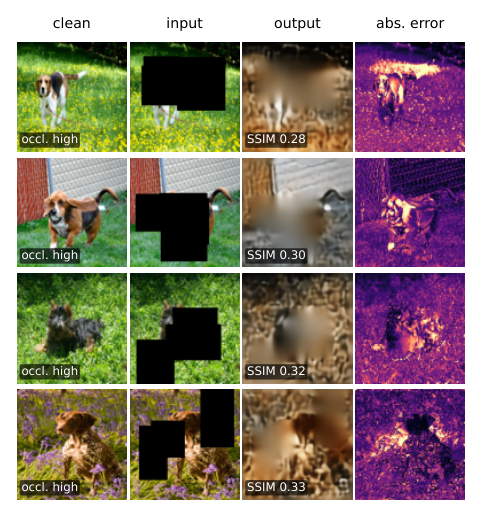 clean input output abs. error
occl. high SSIM 0.28
occl. high SSIM 0.30
occl. high SSIM 0.32
occl. high SSIM 0.33